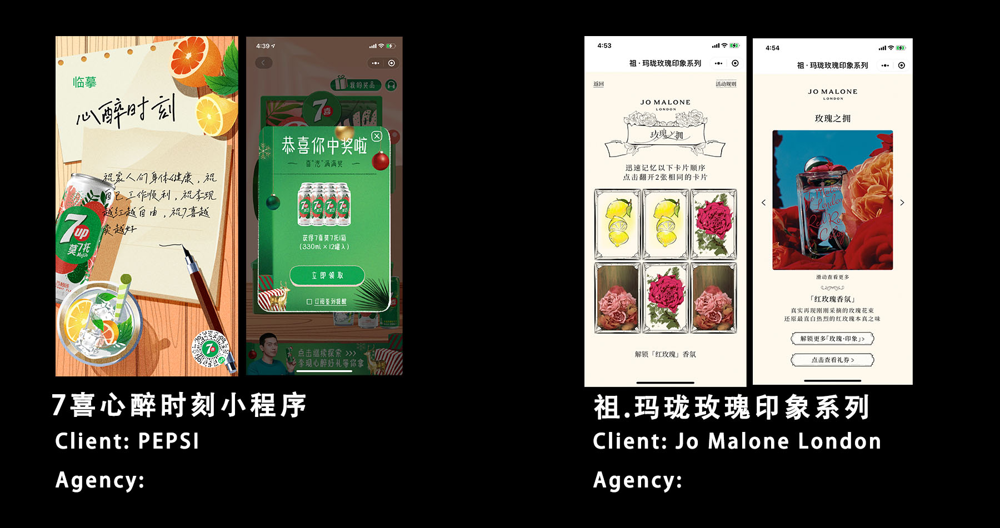 临摹
心醉时刻
祝家人们身体健康，祝
自己工作顺利，祝李现
越红越自由，祝7喜越
卖越好
7up
莫7托
Mojito
7喜
4:39
我的奖品
7喜
恭喜你中奖啦
喜“泡”满满奖
获得7喜莫7托1箱
(330ml × 12罐入)
立即领取
订阅签到提醒
点击继续探索 >>>
李现心醉好礼等你拿
7喜心醉时刻小程序
Client: PEPSI
Agency:
4:53
祖·玛珑玫瑰印象系列
返回
活动规则
JO MALONE
LONDON
玫瑰之拥
迅速记忆以下卡片顺序
点击翻开2张相同的卡片
解锁「红玫瑰」香氛
4:54
祖·玛珑玫瑰印象系列
JO MALONE
LONDON
玫瑰之拥
Jo Malone
London
Red Ro
Cologn
滑动查看更多
「红玫瑰香氛」
真实再现刚刚采摘的玫瑰花束
还原最直白热烈的红玫瑰本真之味
解锁更多「玫瑰·印象」>
点击查看礼券 >
祖.玛珑玫瑰印象系列
Client: Jo Malone London
Agency: